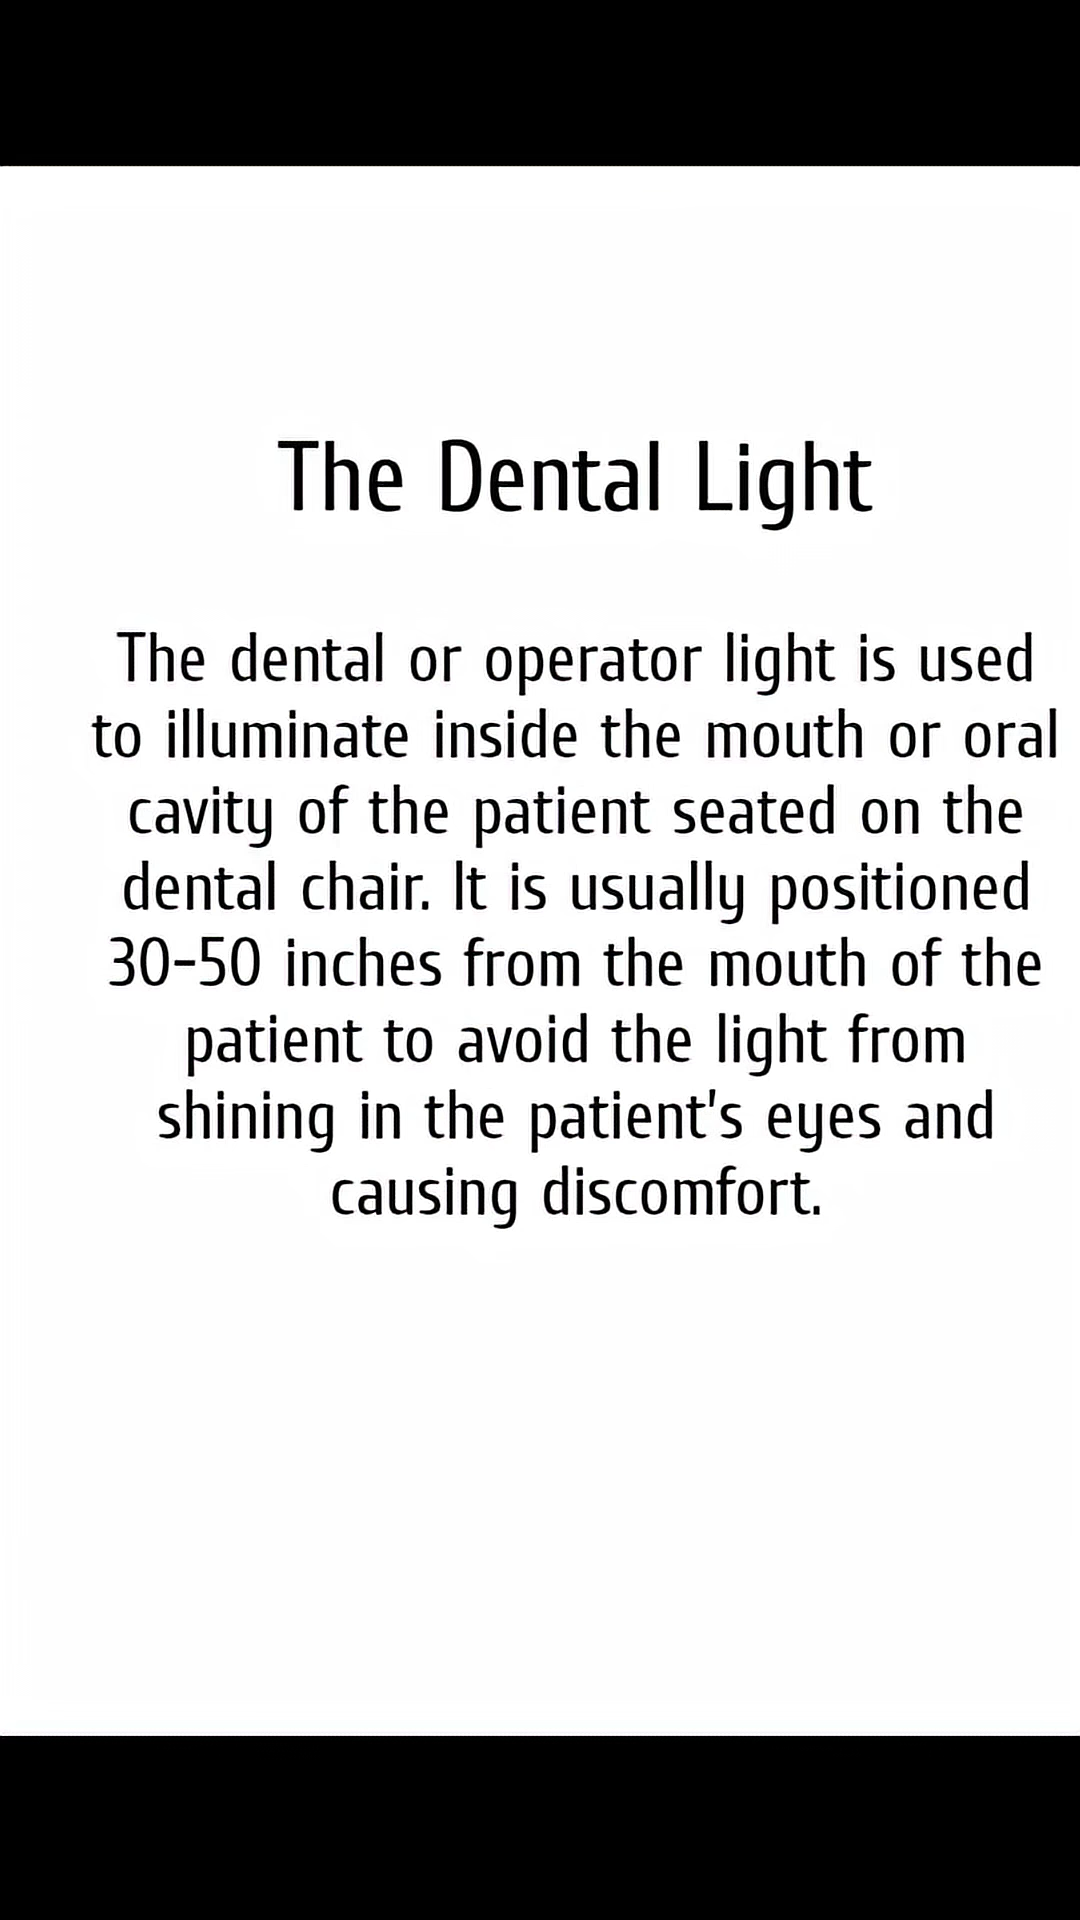 The Dental Light
The dental or operator light is used
to illuminate inside the mouth or oral
cavity of the patient seated on the
dental chair. It is usually positioned
30-50 inches from the mouth of the
patient to avoid the light from
shining in the patient's eyes and
causing discomfort.